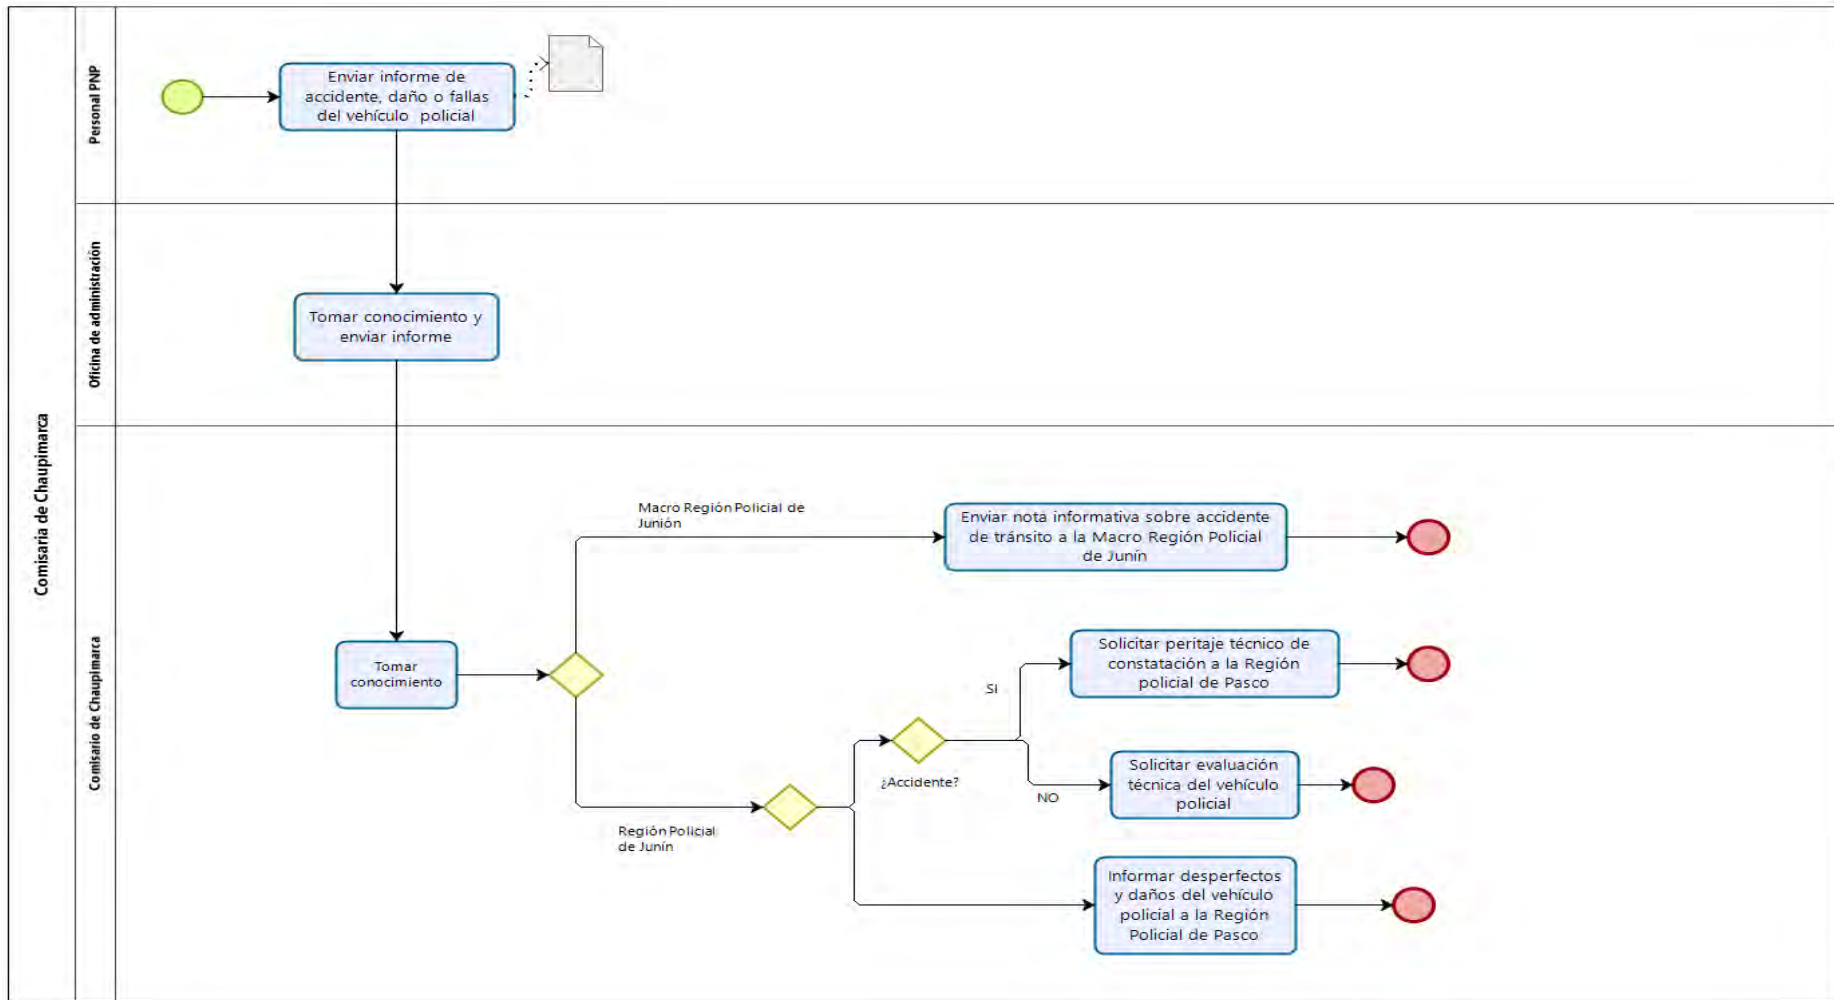 Comisaria de Chaupimarca
Personal PNP
Enviar informe de
accidente, daño o fallas
del vehículo policial
Oficina de administración
Tomar conocimiento y
enviar informe
Comisario de Chaupimarca
Tomar
conocimiento
Macro Región Policial de
Junión
Enviar nota informativa sobre accidente
de tránsito a la Macro Región Policial
de Junín
Región Policial
de Junín
¿Accidente?
SI
Solicitar peritaje técnico de
constatación a la Región
policial de Pasco
NO
Solicitar evaluación
técnica del vehículo
policial
Informar desperfectos
y daños del vehículo
policial a la Región
Policial de Pasco